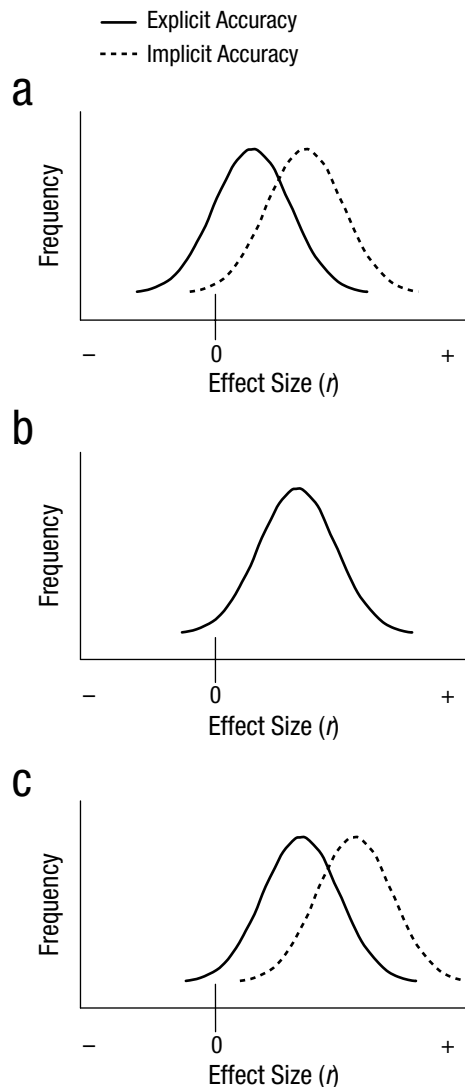 Explicit Accuracy
Implicit Accuracy
a
Frequency
– 0 +
Effect Size (r)
b
Frequency
– 0 +
Effect Size (r)
c
Frequency
– 0 +
Effect Size (r)